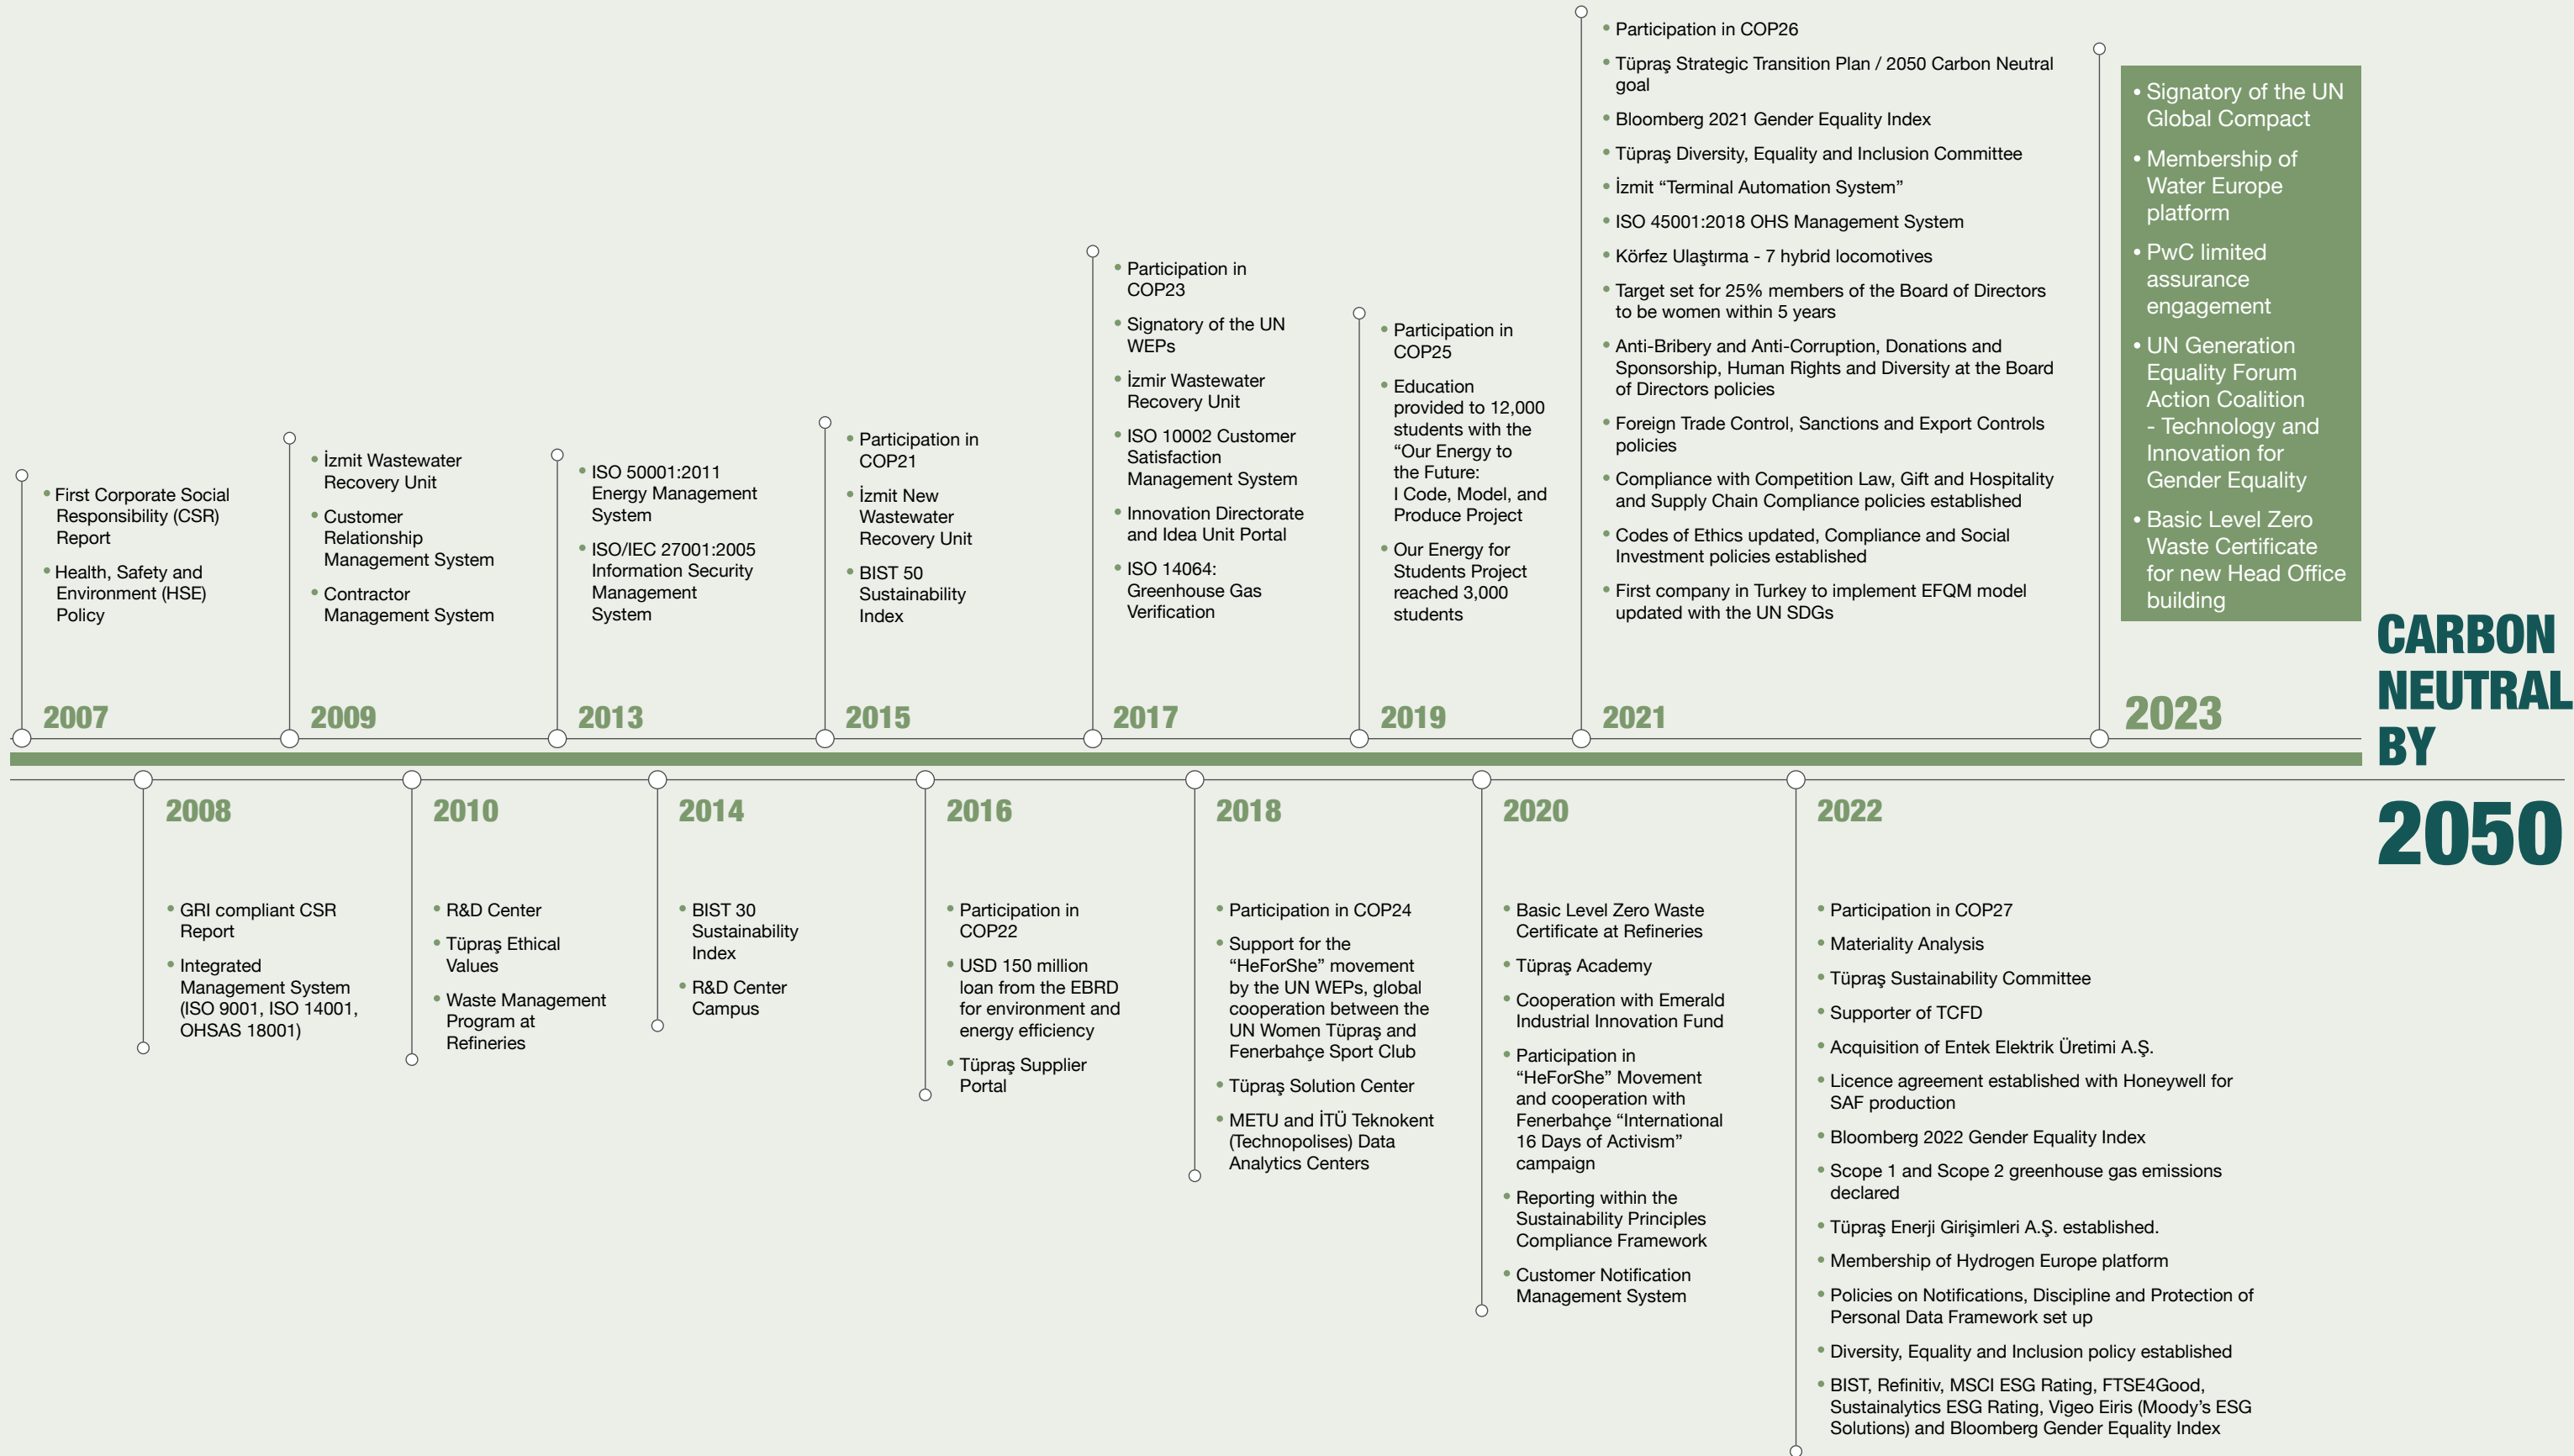 • Participation in COP26
• Tüpraş Strategic Transition Plan / 2050 Carbon Neutral
goal
• Bloomberg 2021 Gender Equality Index
• Tüpraş Diversity, Equality and Inclusion Committee
• İzmit “Terminal Automation System”
• ISO 45001:2018 OHS Management System
• Körfez Ulaştırma - 7 hybrid locomotives
• Target set for 25% members of the Board of Directors
to be women within 5 years
• Anti-Bribery and Anti-Corruption, Donations and
Sponsorship, Human Rights and Diversity at the Board
of Directors policies
• Foreign Trade Control, Sanctions and Export Controls
policies
• Compliance with Competition Law, Gift and Hospitality
and Supply Chain Compliance policies established
• Codes of Ethics updated, Compliance and Social
Investment policies established
• First company in Turkey to implement EFQM model
updated with the UN SDGs
2021
• Signatory of the UN
Global Compact
• Membership of
Water Europe
platform
• PwC limited
assurance
engagement
• UN Generation
Equality Forum
Action Coalition
- Technology and
Innovation for
Gender Equality
• Basic Level Zero
Waste Certificate
for new Head Office
building
2023
• First Corporate Social
Responsibility (CSR)
Report
• Health, Safety and
Environment (HSE)
Policy
2007
• İzmit Wastewater
Recovery Unit
• Customer
Relationship
Management System
• Contractor
Management System
2009
• ISO 50001:2011
Energy Management
System
• ISO/IEC 27001:2005
Information Security
Management
System
2013
• Participation in
COP21
• İzmit New
Wastewater
Recovery Unit
• BIST 50
Sustainability
Index
2015
• Participation in
COP23
• Signatory of the UN
WEPs
• İzmir Wastewater
Recovery Unit
• ISO 10002 Customer
Satisfaction
Management System
• Innovation Directorate
and Idea Unit Portal
• ISO 14064:
Greenhouse Gas
Verification
2017
• Participation in
COP25
• Education
provided to 12,000
students with the
“Our Energy to
the Future:
I Code, Model, and
Produce Project
• Our Energy for
Students Project
reached 3,000
students
2019
CARBON
NEUTRAL
BY
2050
2008
• GRI compliant CSR
Report
• Integrated
Management System
(ISO 9001, ISO 14001,
OHSAS 18001)
2010
• R&D Center
• Tüpraş Ethical
Values
• Waste Management
Program at
Refineries
2014
• BIST 30
Sustainability
Index
• R&D Center
Campus
2016
• Participation in
COP22
• USD 150 million
loan from the EBRD
for environment and
energy efficiency
• Tüpraş Supplier
Portal
2018
• Participation in COP24
• Support for the
“HeForShe” movement
by the UN WEPs, global
cooperation between the
UN Women Tüpraş and
Fenerbahçe Sport Club
• Tüpraş Solution Center
• METU and İTÜ Teknokent
(Technopolises) Data
Analytics Centers
2020
• Basic Level Zero Waste
Certificate at Refineries
• Tüpraş Academy
• Cooperation with Emerald
Industrial Innovation Fund
• Participation in
“HeForShe” Movement
and cooperation with
Fenerbahçe “International
16 Days of Activism”
campaign
• Reporting within the
Sustainability Principles
Compliance Framework
• Customer Notification
Management System
2022
• Participation in COP27
• Materiality Analysis
• Tüpraş Sustainability Committee
• Supporter of TCFD
• Acquisition of Entek Elektrik Üretimi A.Ş.
• Licence agreement established with Honeywell for
SAF production
• Bloomberg 2022 Gender Equality Index
• Scope 1 and Scope 2 greenhouse gas emissions
declared
• Tüpraş Enerji Girişimleri A.Ş. established.
• Membership of Hydrogen Europe platform
• Policies on Notifications, Discipline and Protection of
Personal Data Framework set up
• Diversity, Equality and Inclusion policy established
• BIST, Refinitiv, MSCI ESG Rating, FTSE4Good,
Sustainalytics ESG Rating, Vigeo Eiris (Moody’s ESG
Solutions) and Bloomberg Gender Equality Index